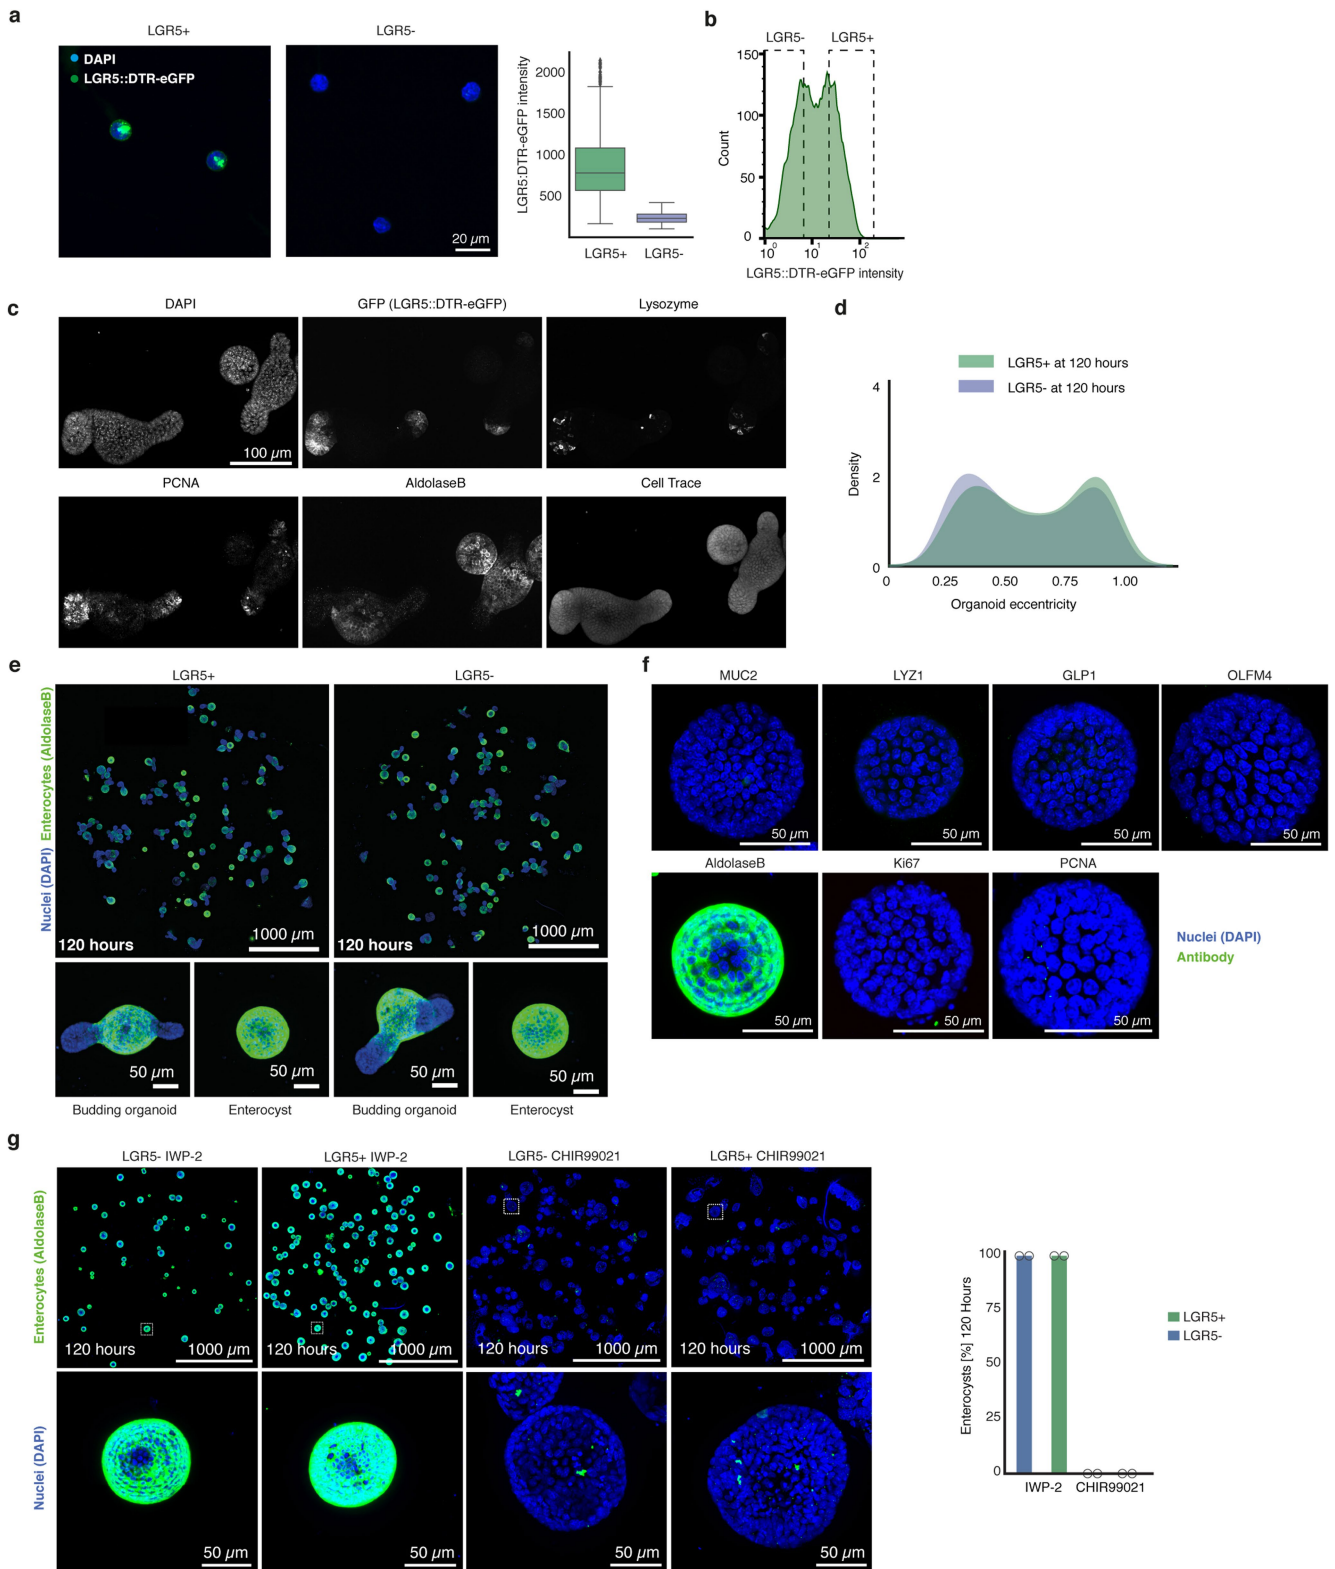 a
LGR5+
LGR5-
DAPI
LGR5::DTR-eGFP
20 µm
LGR5:DTR-eGFP intensity
2000
1500
1000
500
LGR5+ LGR5-
b
LGR5- LGR5+
Count
150
100
50
0
10⁰ 10¹ 10²
LGR5::DTR-eGFP intensity
c
DAPI
GFP (LGR5::DTR-eGFP)
Lysozyme
100 µm
PCNA
AldolaseB
Cell Trace
d
LGR5+ at 120 hours
LGR5- at 120 hours
Density
4
2
0
0 0.25 0.50 0.75 1.00
Organoid eccentricity
e
LGR5+
LGR5-
Nuclei (DAPI) Enterocytes (AldolaseB)
120 hours
1000 µm
120 hours
1000 µm
50 µm
50 µm
50 µm
50 µm
Budding organoid
Enterocyst
Budding organoid
Enterocyst
f
MUC2
LYZ1
GLP1
OLFM4
50 µm
50 µm
50 µm
50 µm
AldolaseB
Ki67
PCNA
50 µm
50 µm
50 µm
Nuclei (DAPI)
Antibody
g
LGR5- IWP-2
LGR5+ IWP-2
LGR5- CHIR99021
LGR5+ CHIR99021
Enterocytes (AldolaseB)
120 hours
1000 µm
120 hours
1000 µm
120 hours
1000 µm
120 hours
1000 µm
Nuclei (DAPI)
50 µm
50 µm
50 µm
50 µm
Enterocysts [%] 120 Hours
100
75
50
25
0
IWP-2 CHIR99021
LGR5+
LGR5-